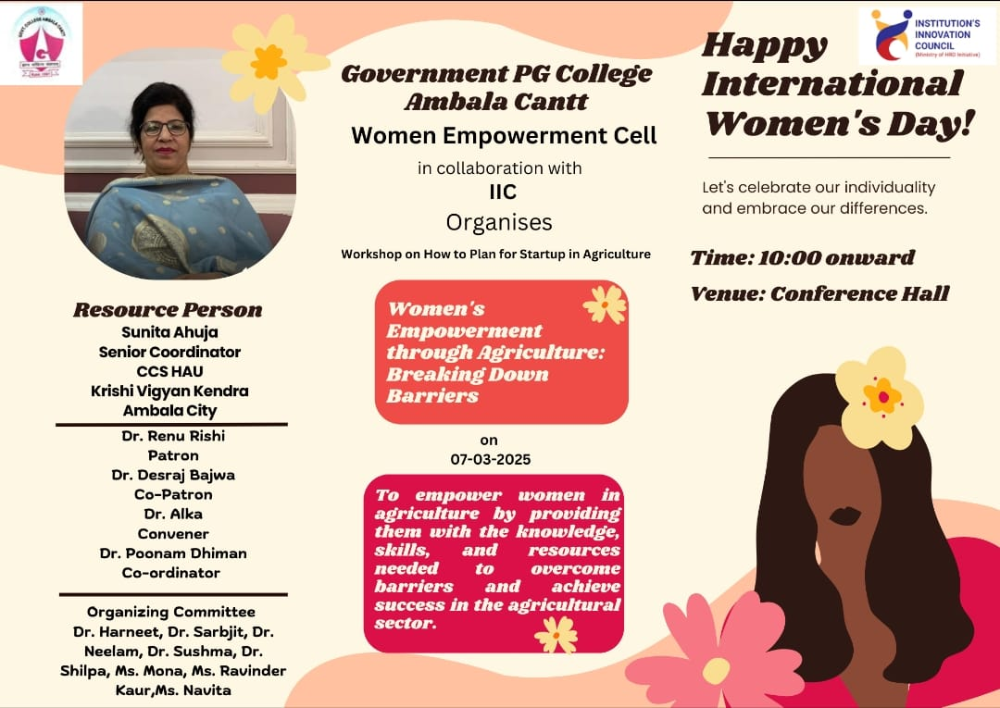 GOVT. COLLEGE AMBALA CANTT
Government PG College
Ambala Cantt
Women Empowerment Cell
in collaboration with
IIC
Organises
Workshop on How to Plan for Startup in Agriculture
Women's
Empowerment
through Agriculture:
Breaking Down
Barriers
on
07-03-2025
To empower women in
agriculture by providing
them with the knowledge,
skills, and resources
needed to overcome
barriers and achieve
success in the agricultural
sector.
Resource Person
Sunita Ahuja
Senior Coordinator
CCS HAU
Krishi Vigyan Kendra
Ambala City
Dr. Renu Rishi
Patron
Dr. Desraj Bajwa
Co-Patron
Dr. Alka
Convener
Dr. Poonam Dhiman
Co-ordinator
Organizing Committee
Dr. Harneet, Dr. Sarbjit, Dr.
Neelam, Dr. Sushma, Dr.
Shilpa, Ms. Mona, Ms. Ravinder
Kaur,Ms. Navita
INSTITUTION'S
INNOVATION
COUNCIL
(Ministry of HRD Initiative)
Happy
International
Women's Day!
Let's celebrate our individuality
and embrace our differences.
Time: 10:00 onward
Venue: Conference Hall